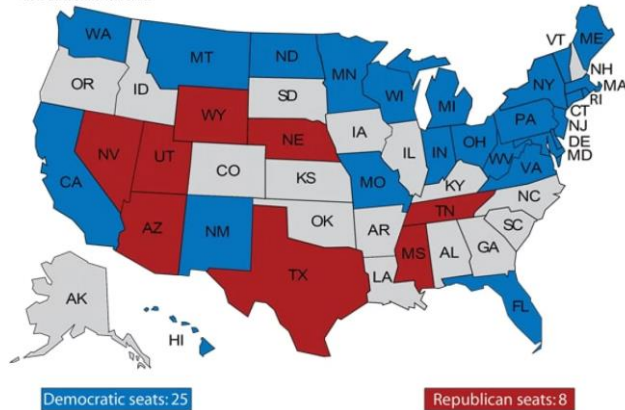 WA
MT
ND
MN
VT
ME
OR
ID
SD
WI
MI
NY
NH
MA
RI
CT
NJ
DE
MD
WY
NE
IA
IL
IN
OH
PA
WV
VA
NV
UT
CO
KS
MO
KY
NC
CA
AZ
NM
OK
AR
TN
SC
TX
LA
MS
AL
GA
FL
AK
HI
Democratic seats: 25
Republican seats: 8